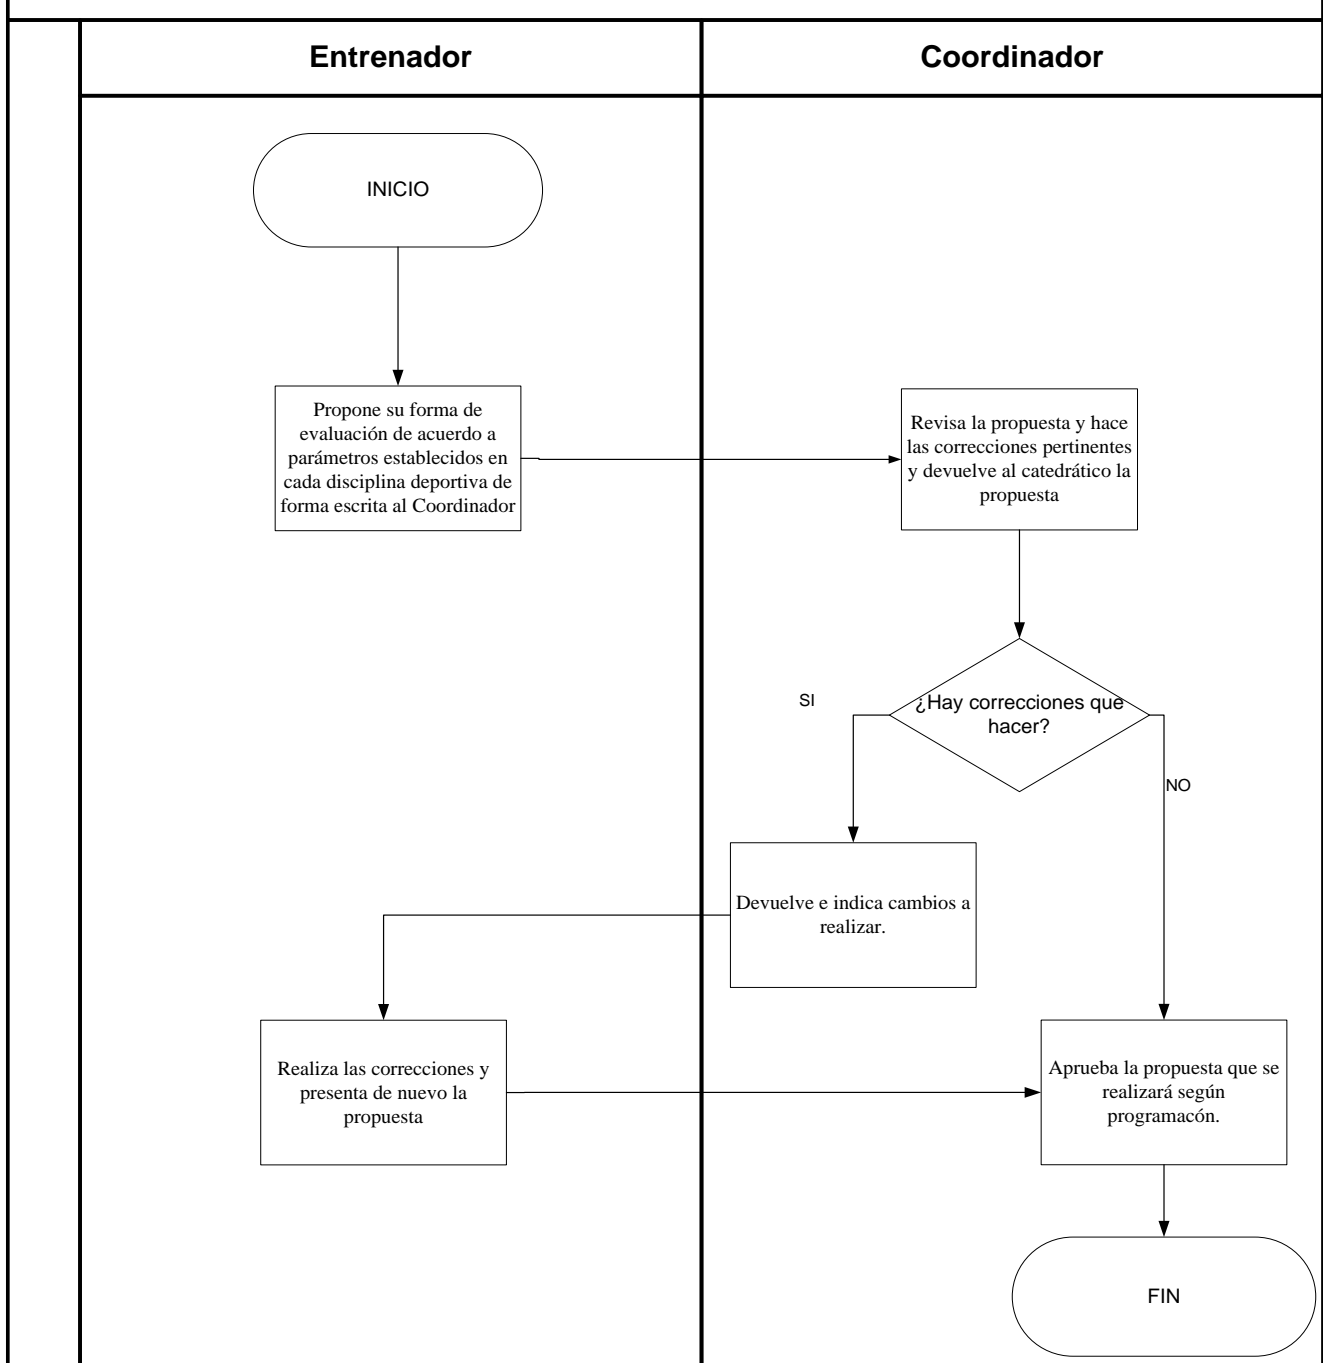 Entrenador
Coordinador
INICIO
Propone su forma de
evaluación de acuerdo a
parámetros establecidos en
cada disciplina deportiva de
forma escrita al Coordinador
Revisa la propuesta y hace
las correcciones pertinentes
y devuelve al catedrático la
propuesta
¿Hay correcciones que
hacer?
SI
NO
Devuelve e indica cambios a
realizar.
Realiza las correcciones y
presenta de nuevo la
propuesta
Aprueba la propuesta que se
realizará según
programacón.
FIN